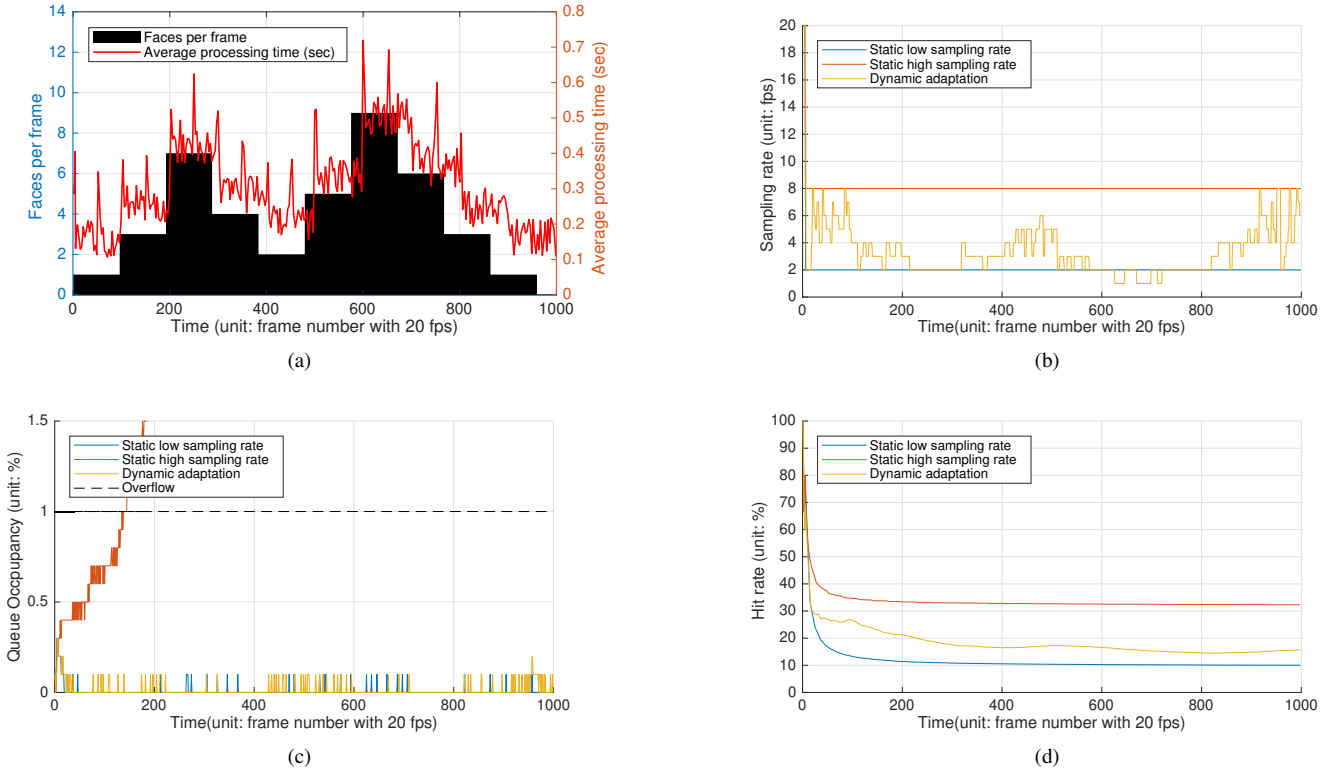 14
12
10
8
6
4
2
0
Faces per frame
0.8
0.7
0.6
0.5
0.4
0.3
0.2
0.1
0
Average processing time (sec)
Faces per frame
Average processing time (sec)
0 200 400 600 800 1000
Time (unit: frame number with 20 fps)
(a)
20
18
16
14
12
10
8
6
4
2
0
Sampling rate (unit: fps)
Static low sampling rate
Static high sampling rate
Dynamic adaptation
0 200 400 600 800 1000
Time(unit: frame number with 20 fps)
(b)
1.5
1
0.5
0
Queue Occpupancy (unit: %)
Static low sampling rate
Static high sampling rate
Dynamic adaptation
Overflow
0 200 400 600 800 1000
Time(unit: frame number with 20 fps)
(c)
100
90
80
70
60
50
40
30
20
10
0
Hit rate (unit: %)
Static low sampling rate
Static high sampling rate
Dynamic adaptation
0 200 400 600 800 1000
Time(unit: frame number with 20 fps)
(d)